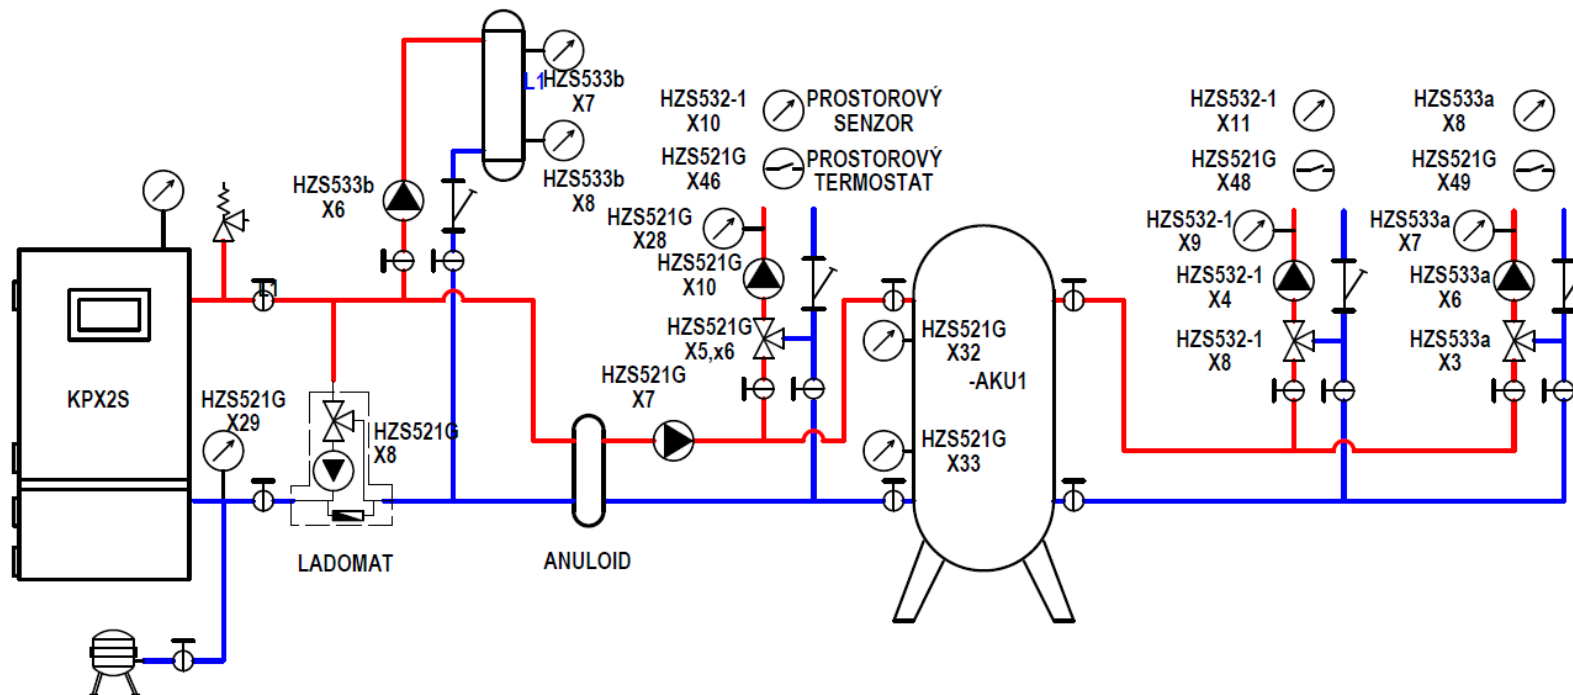 HZS533b
X7
L1
HZS533b
X8
HZS533b
X6
HZS532-1
X10
PROSTOROVÝ
SENZOR
HZS521G
X46
PROSTOROVÝ
TERMOSTAT
HZS521G
X28
HZS521G
X10
HZS521G
X5,x6
HZS521G
X7
HZS532-1
X11
HZS521G
X48
HZS532-1
X9
HZS532-1
X4
HZS532-1
X8
HZS533a
X8
HZS521G
X49
HZS533a
X7
HZS533a
X6
HZS533a
X3
KPX2S
HZS521G
X29
HZS521G
X8
HZS521G
X32
-AKU1
HZS521G
X33
LADOMAT
ANULOID